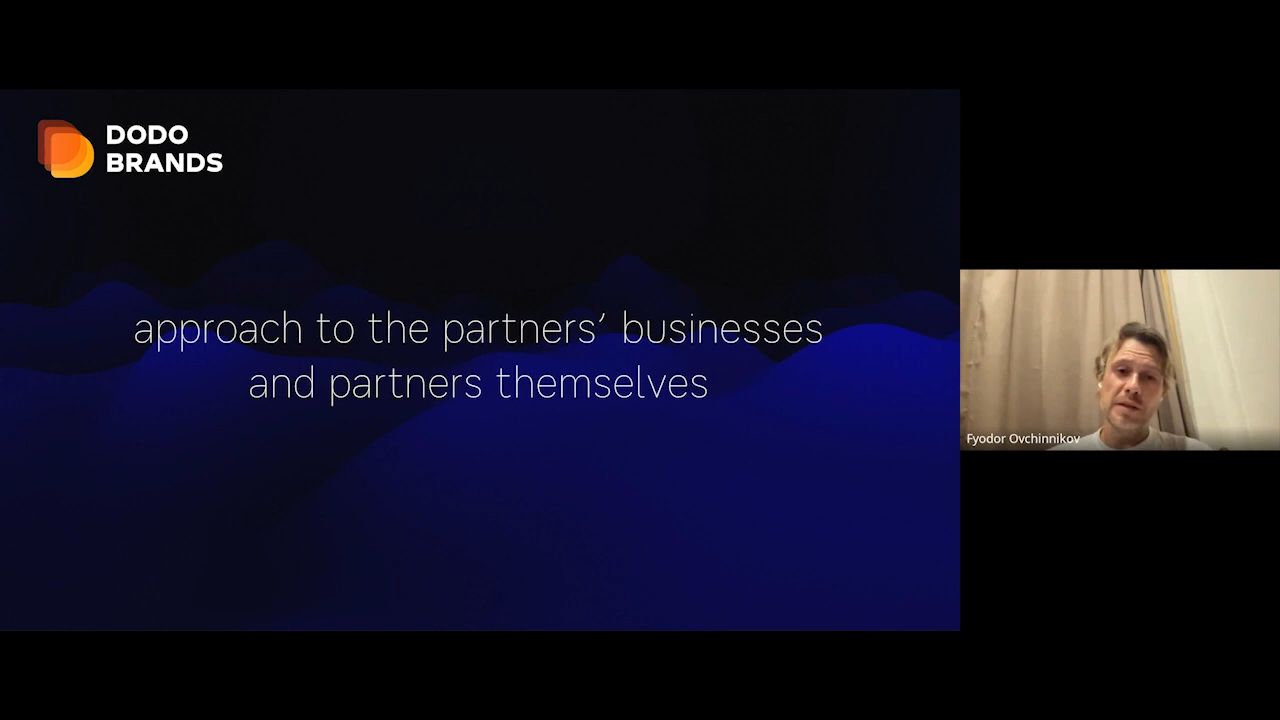 DODO
BRANDS
approach to the partners’ businesses
and partners themselves
Fyodor Ovchinnikov